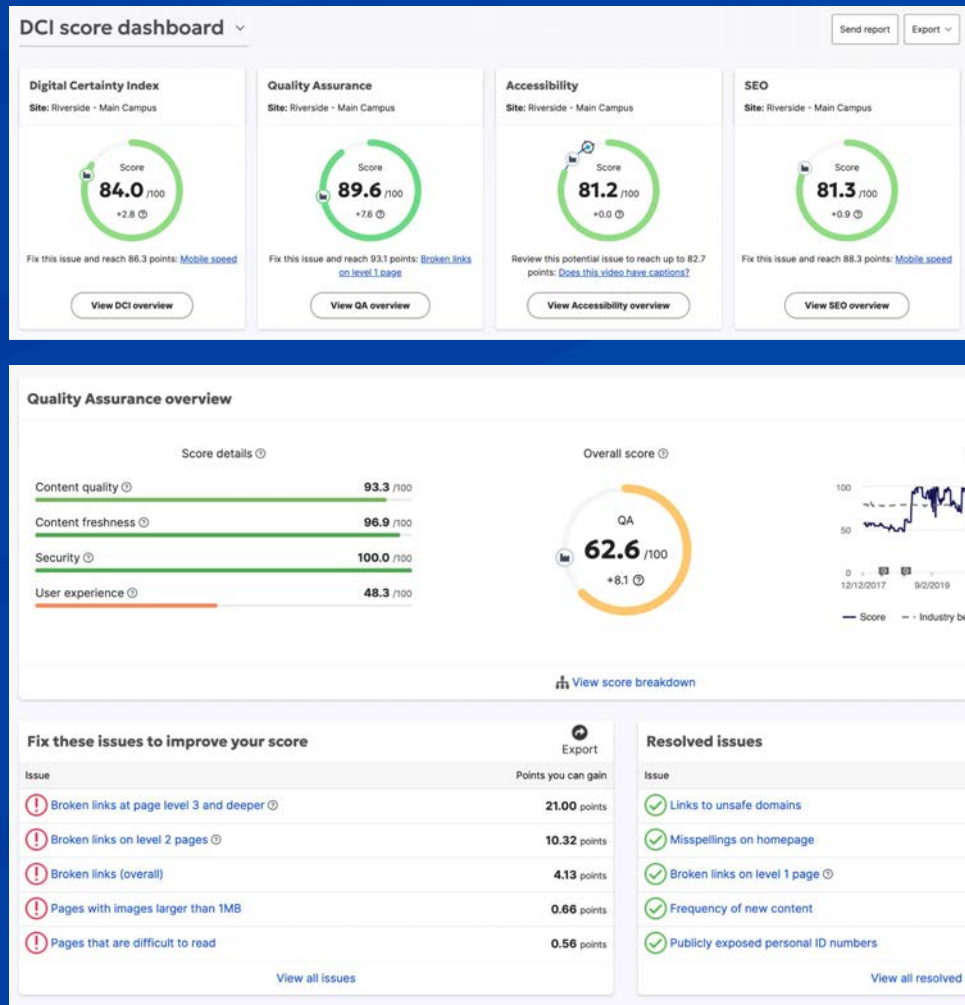 DCI score dashboard
Send report
Export
Digital Certainty Index
Site: Riverside - Main Campus
Score
84.0 /100
+2.8
Fix this issue and reach 86.3 points: Mobile speed
View DCI overview
Quality Assurance
Site: Riverside - Main Campus
Score
89.6 /100
+7.6
Fix this issue and reach 93.1 points: Broken links
on level 1 page
View QA overview
Accessibility
Site: Riverside - Main Campus
Score
81.2 /100
+0.0
Review this potential issue to reach up to 82.7
points: Does this video have captions?
View Accessibility overview
SEO
Site: Riverside - Main Campus
Score
81.3 /100
+0.9
Fix this issue and reach 88.3 points: Mobile speed
View SEO overview
Quality Assurance overview
Score details
Content quality 93.3 /100
Content freshness 96.9 /100
Security 100.0 /100
User experience 48.3 /100
Overall score
QA
62.6 /100
+8.1
100
50
0
12/12/2017 9/2/2019
Score Industry be
View score breakdown
Fix these issues to improve your score
Export
Issue Points you can gain
Broken links at page level 3 and deeper 21.00 points
Broken links on level 2 pages 10.32 points
Broken links (overall) 4.13 points
Pages with images larger than 1MB 0.66 points
Pages that are difficult to read 0.56 points
View all issues
Resolved issues
Issue
Links to unsafe domains
Misspellings on homepage
Broken links on level 1 page
Frequency of new content
Publicly exposed personal ID numbers
View all resolved